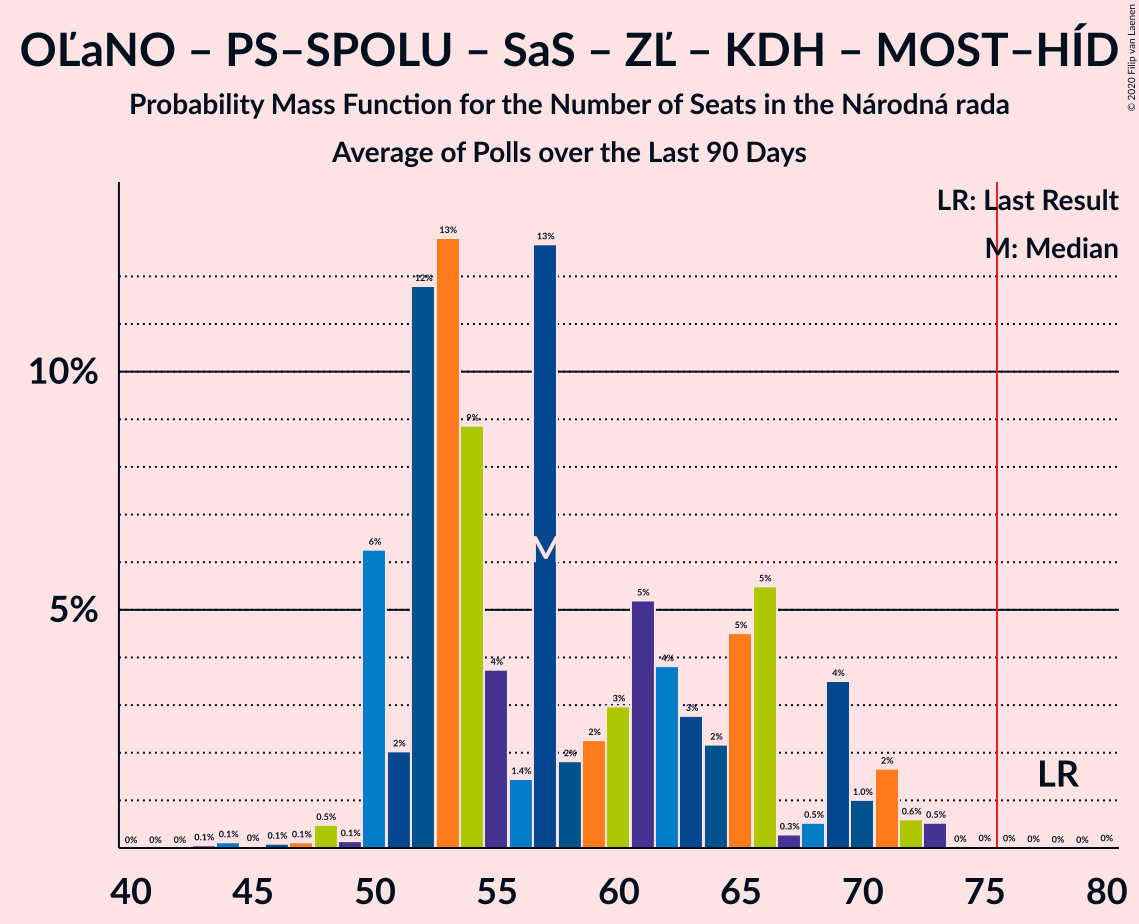 OĽaNO – PS–SPOLU – SaS – ZĽ – KDH – MOST–HÍD
Probability Mass Function for the Number of Seats in the Národná rada
Average of Polls over the Last 90 Days
© 2020 Filip van Laenen
LR: Last Result
M: Median
10%
5%
0% 0% 0% 0.1% 0.1% 0% 0.1% 0.1% 0.5% 0.1% 6% 2% 12% 13% 9% 4% 1.4% 13% 2% 2% 3% 5% 4% 3% 2% 5% 5% 0.3% 0.5% 4% 1.0% 2% 0.6% 0.5% 0% 0% 0% 0% 0% 0% 0%
M
LR
40 45 50 55 60 65 70 75 80